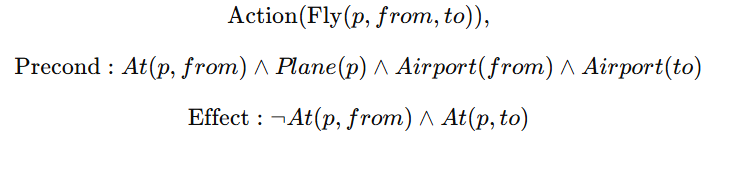 Action(Fly(p, from, to)),
Precond : At(p, from) ∧ Plane(p) ∧ Airport(from) ∧ Airport(to)
Effect : ¬At(p, from) ∧ At(p, to)